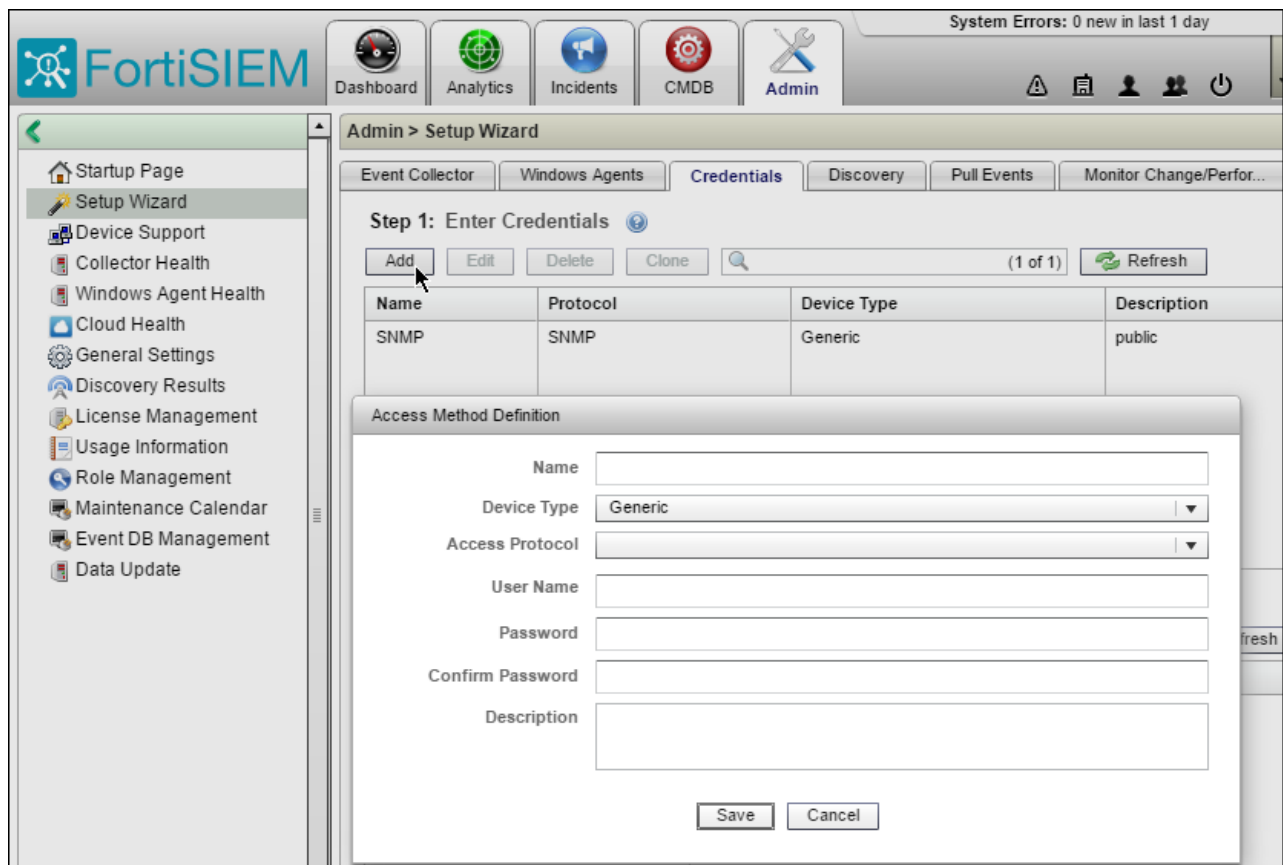 System Errors: 0 new in last 1 day
FortiSIEM
Dashboard Analytics Incidents CMDB Admin
Admin > Setup Wizard
Startup Page
Setup Wizard
Device Support
Collector Health
Windows Agent Health
Cloud Health
General Settings
Discovery Results
License Management
Usage Information
Role Management
Maintenance Calendar
Event DB Management
Data Update
Event Collector Windows Agents Credentials Discovery Pull Events Monitor Change/Perfor...
Step 1: Enter Credentials
Add Edit Delete Clone (1 of 1) Refresh
Name Protocol Device Type Description
SNMP SNMP Generic public
Access Method Definition
Name
Device Type Generic
Access Protocol
User Name
Password
fresh
Confirm Password
Description
Save Cancel